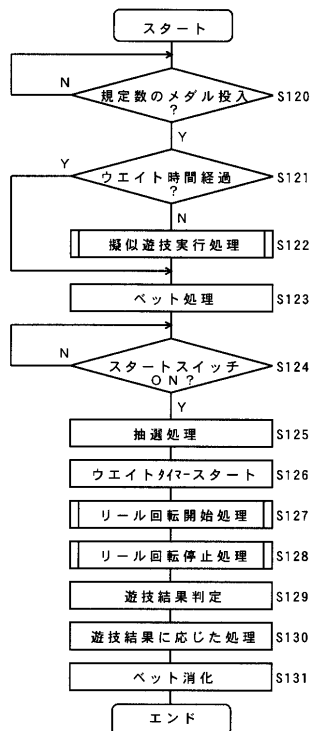 スタート
N
規定数のメダル投入
?
S120
Y
Y
ウエイト時間経過
?
S121
N
擬似遊技実行処理
S122
ベット処理
S123
N
スタートスイッチ
ON?
S124
Y
抽選処理
S125
ウエイトタイマースタート
S126
リール回転開始処理
S127
リール回転停止処理
S128
遊技結果判定
S129
遊技結果に応じた処理
S130
ベット消化
S131
エンド